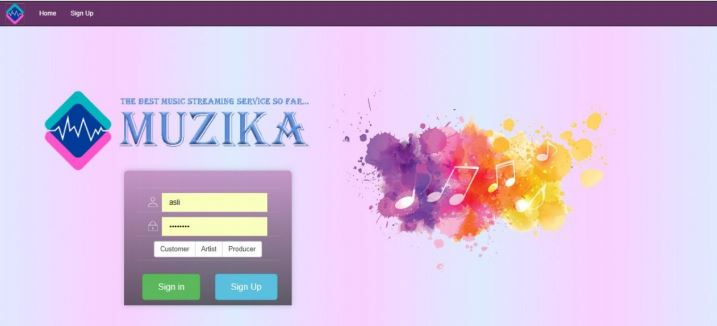 Home Sign Up
THE BEST MUSIC STREAMING SERVICE SO FAR...
MUZIKA
asli
••••••••
Customer Artist Producer
Sign in Sign Up